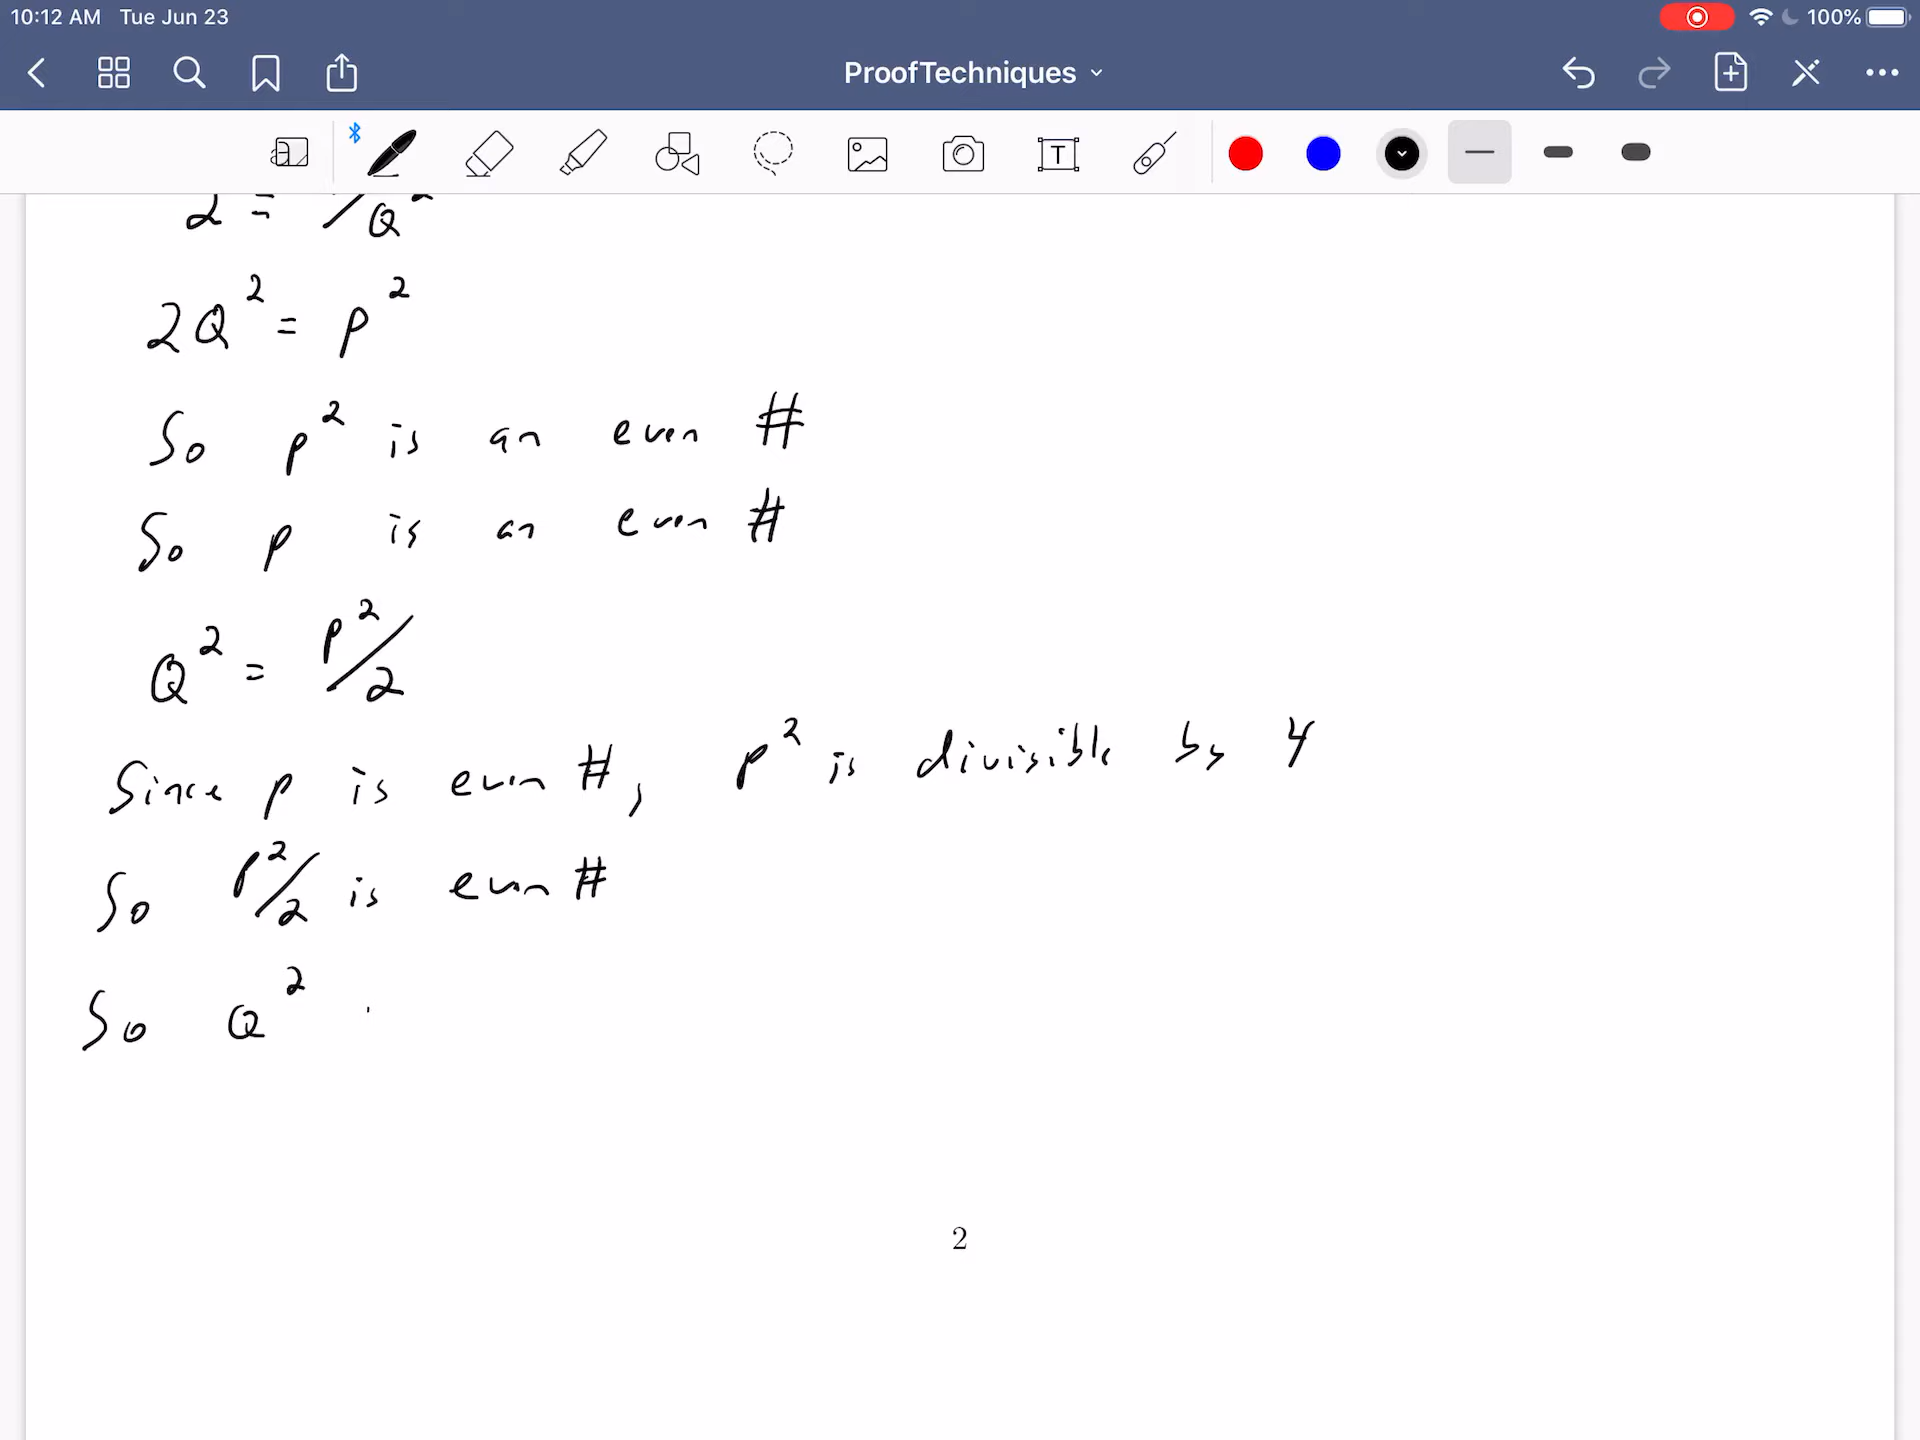 10:12 AM Tue Jun 23
100%
ProofTechniques
a
T
2 = /Q²
2Q² = P²
So P² is an even #
So P is an even #
Q² = P²/2
Since P is even #, P² is divisible by 4
So P²/2 is even #
So Q²
2